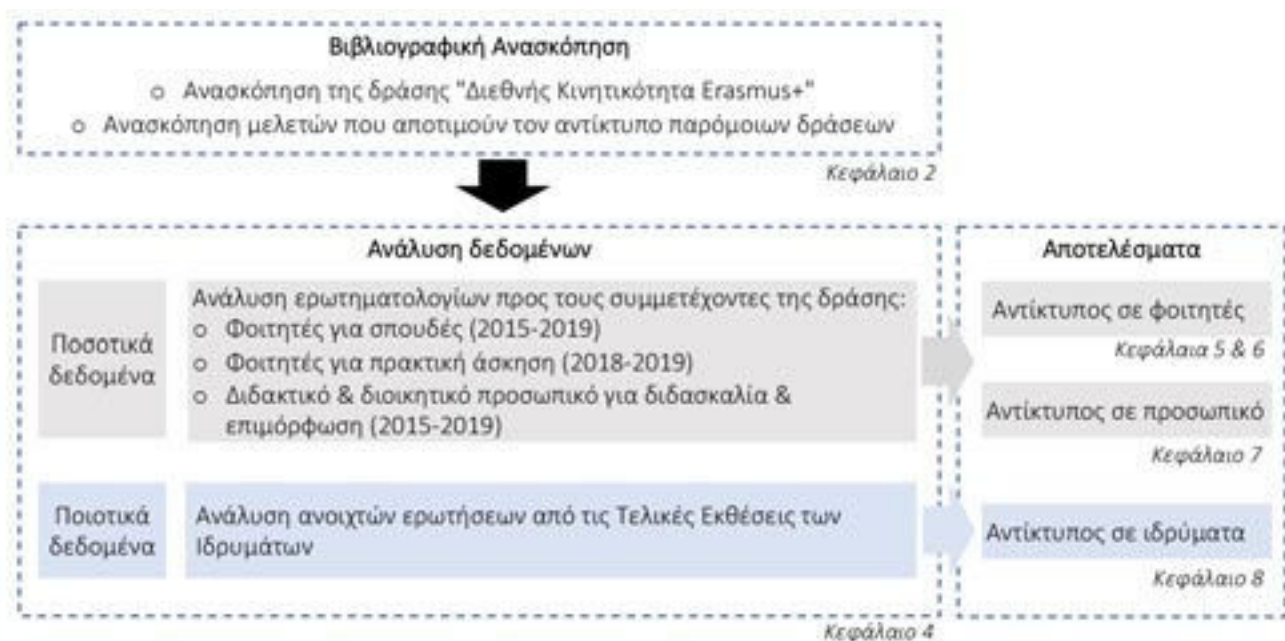 Βιβλιογραφική Ανασκόπηση
o Ανασκόπηση της δράσης "Διεθνής Κινητικότητα Erasmus+"
o Ανασκόπηση μελετών που αποτιμούν τον αντίκτυπο παρόμοιων δράσεων
Κεφάλαιο 2
Ανάλυση δεδομένων
Ποσοτικά
δεδομένα
Ανάλυση ερωτηματολογίων προς τους συμμετέχοντες της δράσης:
o Φοιτητές για σπουδές (2015-2019)
o Φοιτητές για πρακτική άσκηση (2018-2019)
o Διδακτικό & διοικητικό προσωπικό για διδασκαλία &
επιμόρφωση (2015-2019)
Ποιοτικά
δεδομένα
Ανάλυση ανοιχτών ερωτήσεων από τις Τελικές Εκθέσεις των
Ιδρυμάτων
Κεφάλαιο 4
Αποτελέσματα
Αντίκτυπος σε φοιτητές
Κεφάλαια 5 & 6
Αντίκτυπος σε προσωπικό
Κεφάλαιο 7
Αντίκτυπος σε ιδρύματα
Κεφάλαιο 8